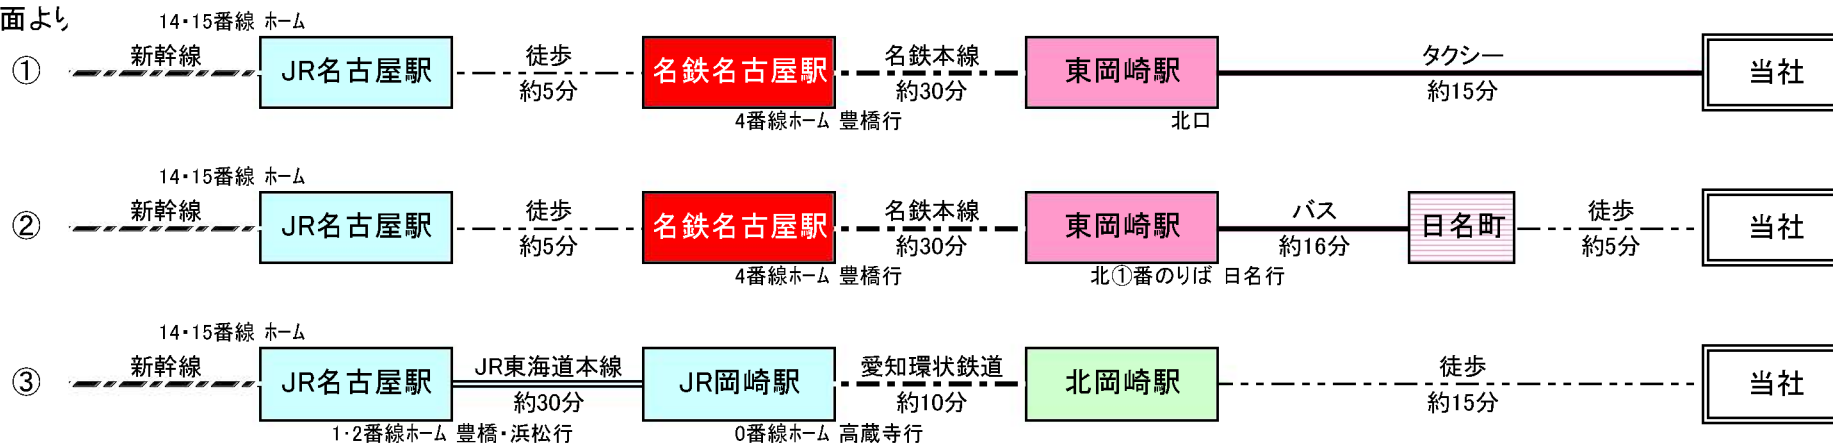 面より
14・15番線 ホーム
① 新幹線 JR名古屋駅 徒歩 約5分 名鉄名古屋駅 名鉄本線 約30分 東岡崎駅 タクシー 約15分 当社
4番線ホーム 豊橋行 北口
14・15番線 ホーム
② 新幹線 JR名古屋駅 徒歩 約5分 名鉄名古屋駅 名鉄本線 約30分 東岡崎駅 バス 約16分 日名町 徒歩 約5分 当社
4番線ホーム 豊橋行 北①番のりば 日名行
14・15番線 ホーム
③ 新幹線 JR名古屋駅 JR東海道本線 約30分 JR岡崎駅 愛知環状鉄道 約10分 北岡崎駅 徒歩 約15分 当社
1・2番線ホーム 豊橋・浜松行 0番線ホーム 高蔵寺行